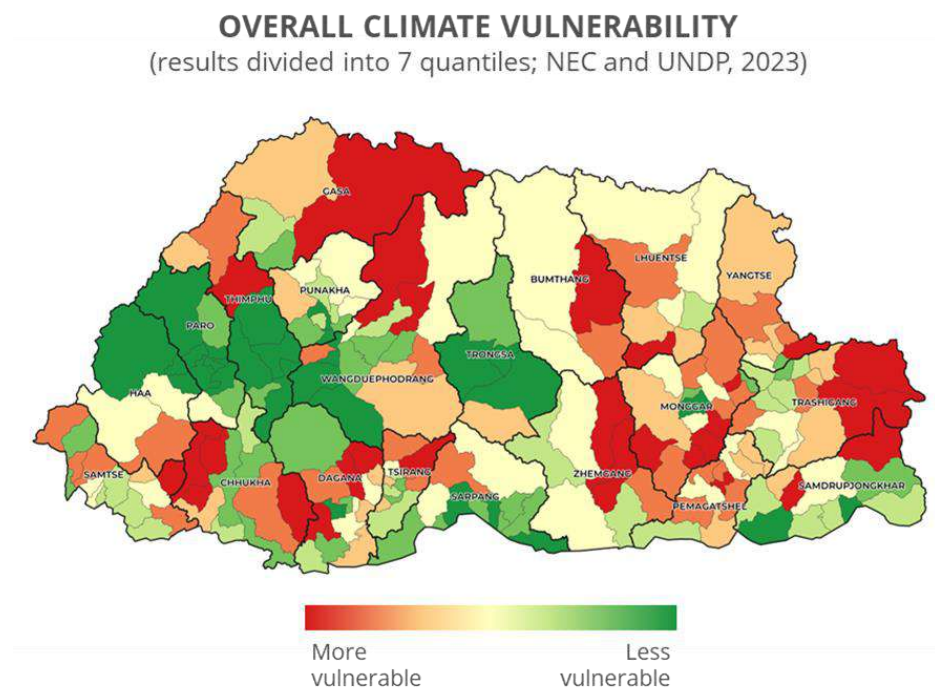 OVERALL CLIMATE VULNERABILITY
(results divided into 7 quantiles; NEC and UNDP, 2023)
GASA
LHUENTSE
BUMTHANG
YANGTSE
PUNAKHA
THIMPHU
PARO
TRONGSA
WANGDUEPHODRANG
HAA
TRASHIGANG
MONGGAR
SAMTSE
CHHUKHA
DAGANA
TSIRANG
ZHEMGANG
SAMDRUPJONGKHAR
SARPANG
PEMAGATSHEL
More
vulnerable
Less
vulnerable